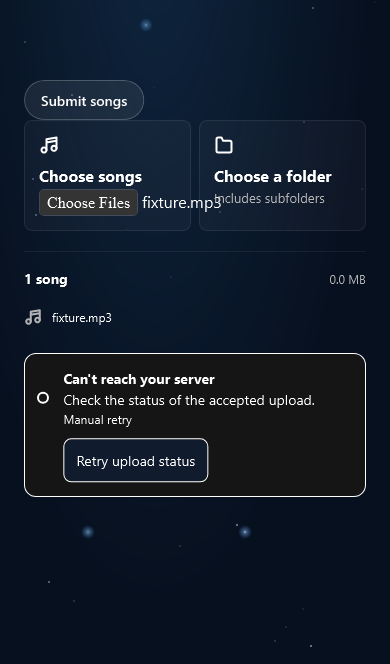 Submit songs
Choose songs
Choose a folder
Choose Files fixture.mp3
Includes subfolders
1 song
0.0 MB
fixture.mp3
Can't reach your server
Check the status of the accepted upload.
Manual retry
Retry upload status